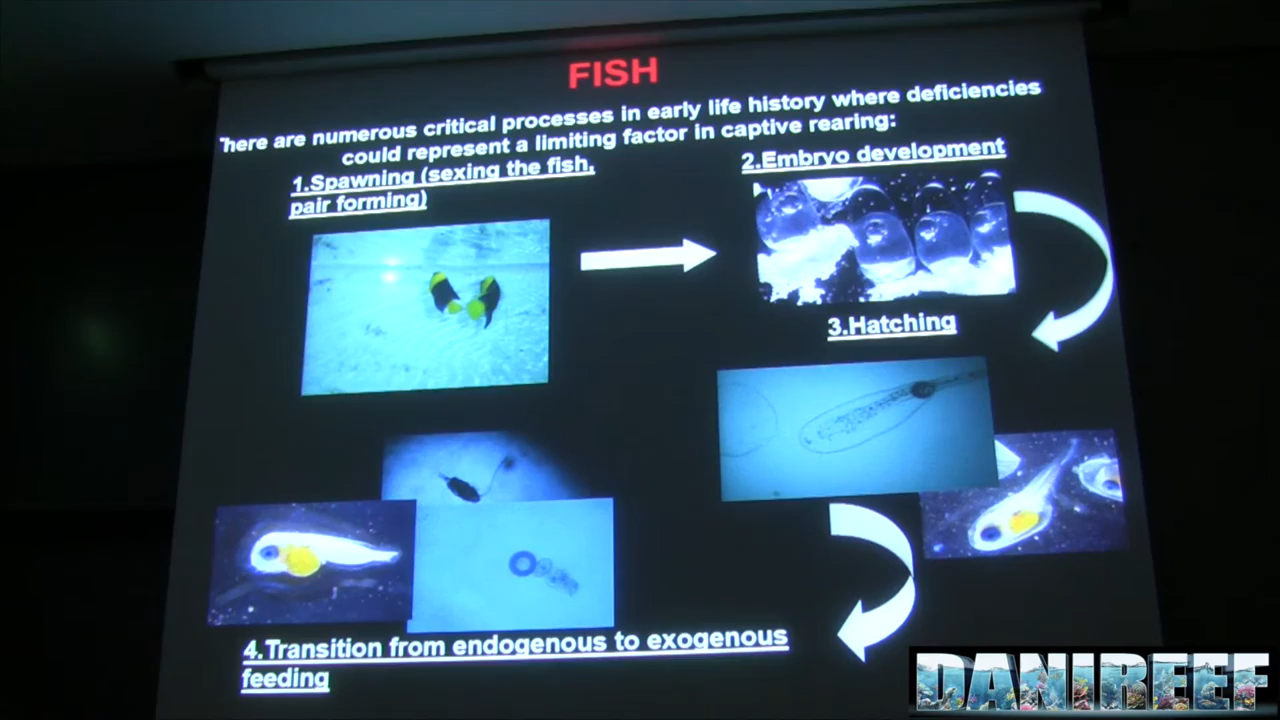 FISH
There are numerous critical processes in early life history where deficiencies
could represent a limiting factor in captive rearing:
1.Spawning (sexing the fish,
pair forming)
2.Embryo development
3.Hatching
4.Transition from endogenous to exogenous
feeding
DANIREEF